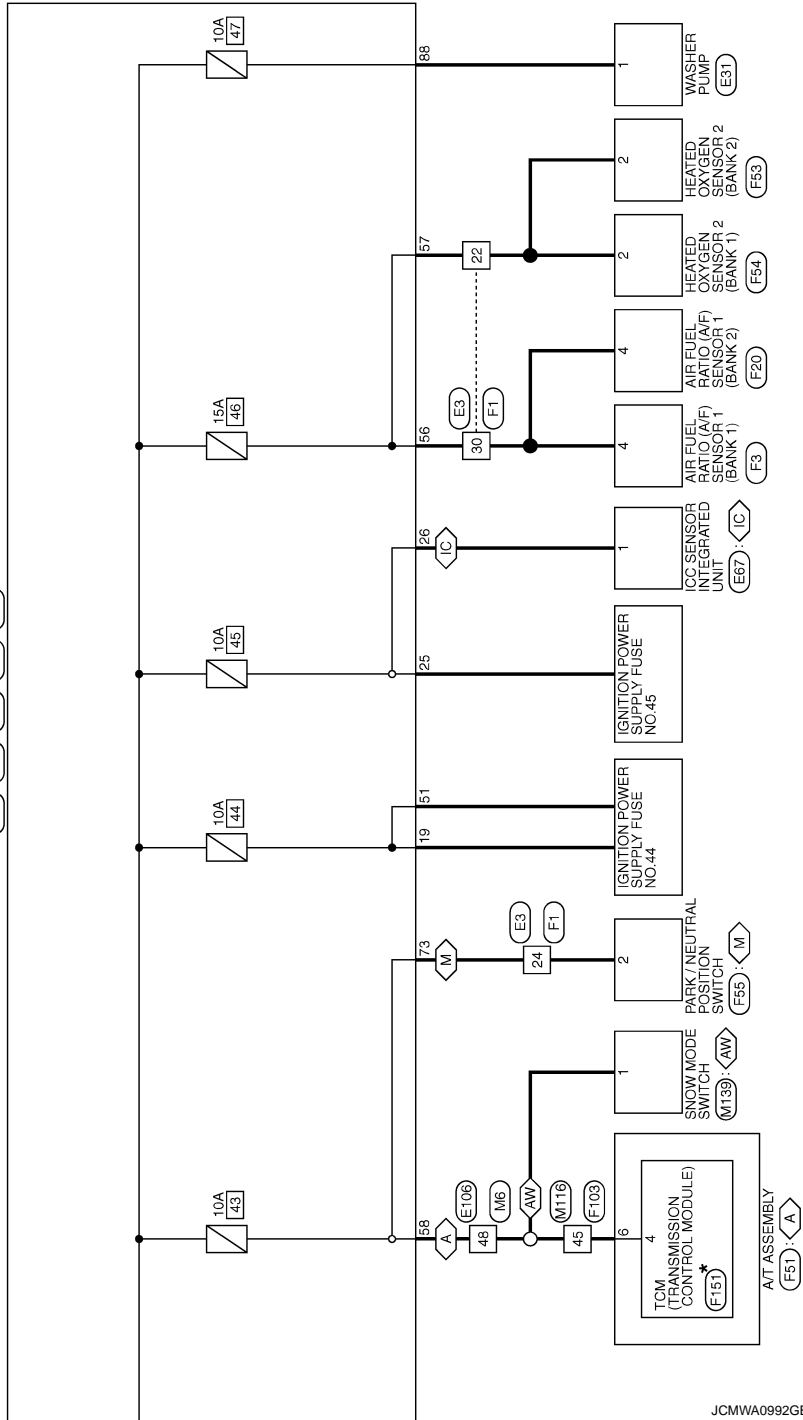 10A
47
88
1
WASHER
PUMP
E31
2
HEATED
OXYGEN
SENSOR 2
(BANK 2)
F53
57
22
2
HEATED
OXYGEN
SENSOR 2
(BANK 1)
F54
4
AIR FUEL
RATIO (A/F)
SENSOR 1
(BANK 2)
F20
15A
46
56
E3
30
F1
4
AIR FUEL
RATIO (A/F)
SENSOR 1
(BANK 1)
F3
26
IC
1
ICC SENSOR
INTEGRATED
UNIT
E67 : IC
10A
45
25
IGNITION POWER
SUPPLY FUSE
NO.45
10A
44
51
19
IGNITION POWER
SUPPLY FUSE
NO.44
73
M
E3
24
F1
2
PARK / NEUTRAL
POSITION
SWITCH
F55 : M
1
SNOW MODE
SWITCH
M139 : AW
10A
43
58
A
E106
48
M6
AW
M116
45
F103
6
4
TCM
(TRANSMISSION
CONTROL MODULE)
F151 *
A/T ASSEMBLY
F51 : A
JCMWA0992GB